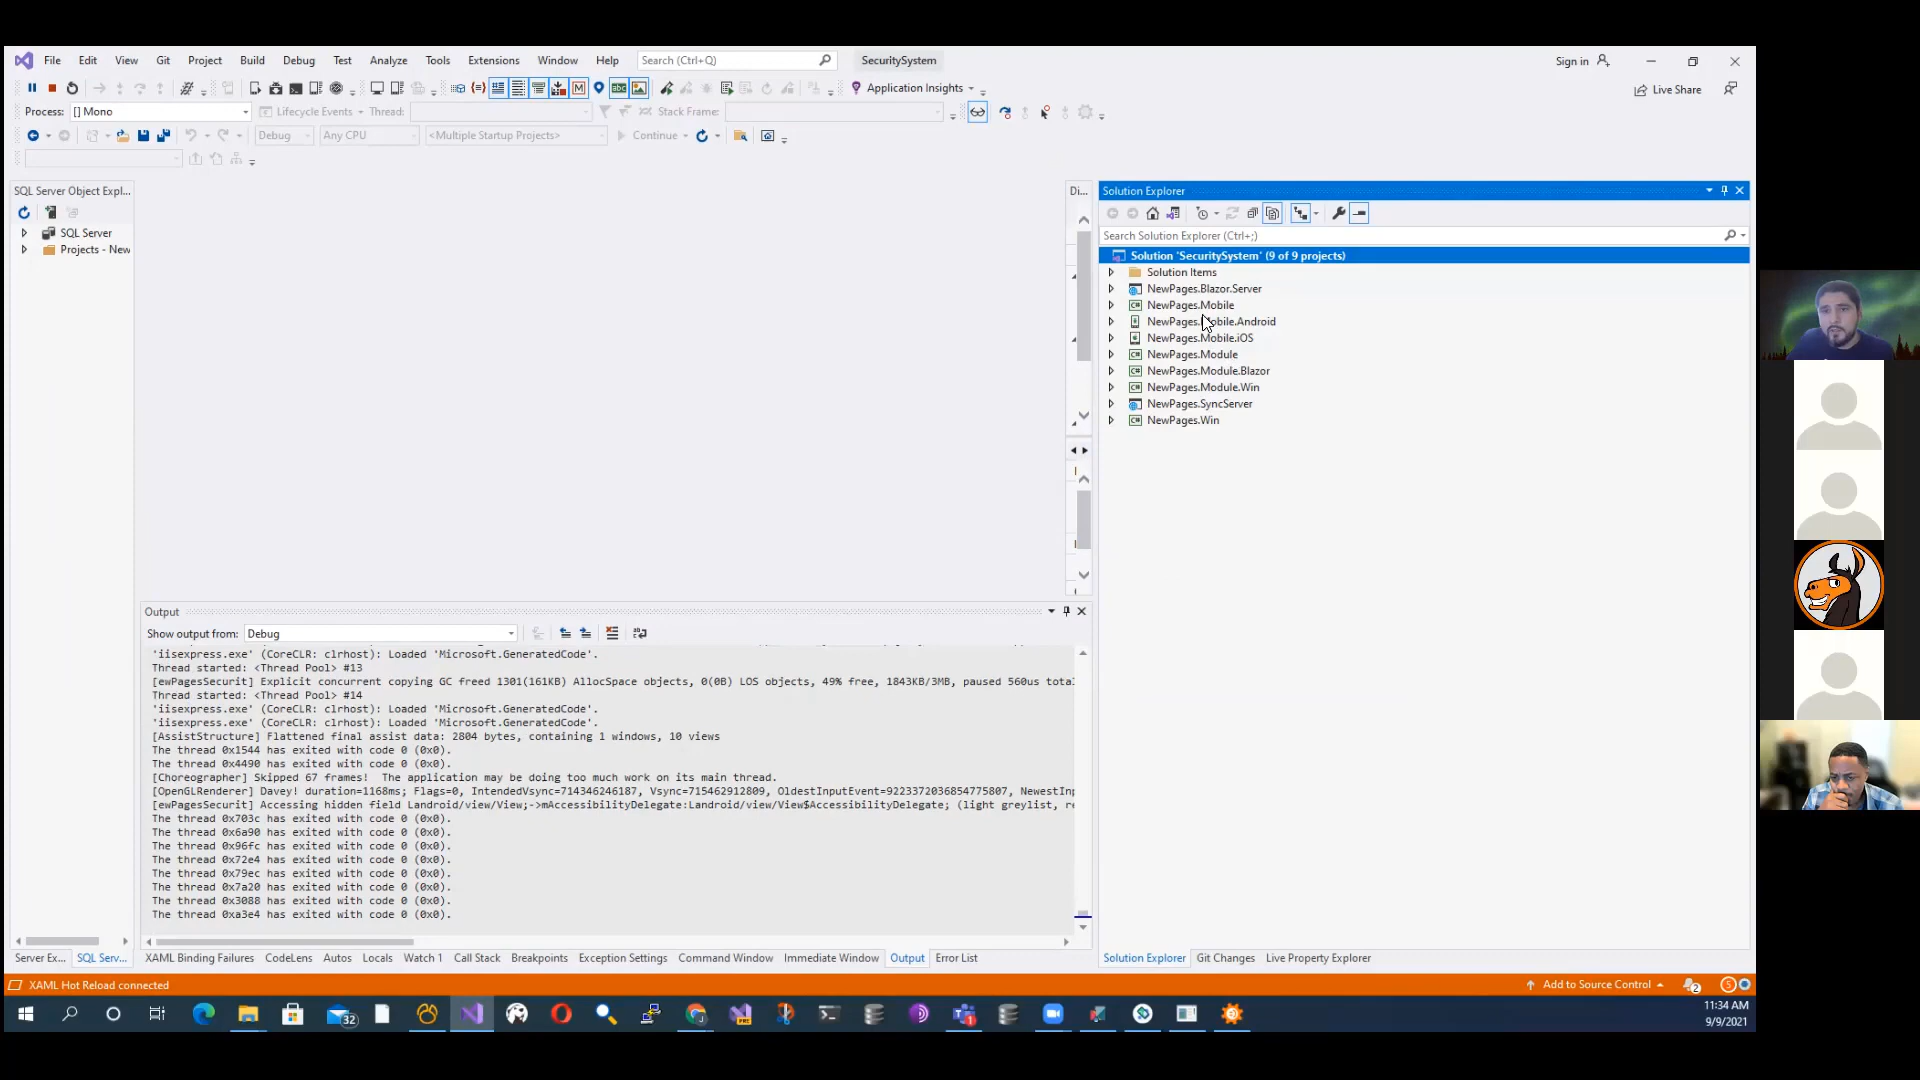 File Edit View Git Project Build Debug Test Analyze Tools Extensions Window Help Search (Ctrl+Q) SecuritySystem Sign in
Application Insights Live Share
Process: [] Mono Lifecycle Events Thread: Stack Frame:
Debug Any CPU <Multiple Startup Projects> Continue
SQL Server Object Expl...
SQL Server
Projects - New
Di...
Solution Explorer
Search Solution Explorer (Ctrl+;)
Solution 'SecuritySystem' (9 of 9 projects)
Solution Items
NewPages.Blazor.Server
NewPages.Mobile
NewPages.Mobile.Android
NewPages.Mobile.iOS
NewPages.Module
NewPages.Module.Blazor
NewPages.Module.Win
NewPages.SyncServer
NewPages.Win
Output
Show output from: Debug
'iisexpress.exe' (CoreCLR: clrhost): Loaded 'Microsoft.GeneratedCode'.
Thread started: <Thread Pool> #13
[ewPagesSecurit] Explicit concurrent copying GC freed 1301(161KB) AllocSpace objects, 0(0B) LOS objects, 49% free, 1843KB/3MB, paused 560us tota
Thread started: <Thread Pool> #14
'iisexpress.exe' (CoreCLR: clrhost): Loaded 'Microsoft.GeneratedCode'.
'iisexpress.exe' (CoreCLR: clrhost): Loaded 'Microsoft.GeneratedCode'.
[AssistStructure] Flattened final assist data: 2804 bytes, containing 1 windows, 10 views
The thread 0x1544 has exited with code 0 (0x0).
The thread 0x4490 has exited with code 0 (0x0).
[Choreographer] Skipped 67 frames!  The application may be doing too much work on its main thread.
[OpenGLRenderer] Davey! duration=1168ms; Flags=0, IntendedVsync=714346246187, Vsync=715462912809, OldestInputEvent=9223372036854775807, NewestInp
[ewPagesSecurit] Accessing hidden field Landroid/view/View;->mAccessibilityDelegate:Landroid/view/View$AccessibilityDelegate; (light greylist, re
The thread 0x703c has exited with code 0 (0x0).
The thread 0x6a90 has exited with code 0 (0x0).
The thread 0x96fc has exited with code 0 (0x0).
The thread 0x72e4 has exited with code 0 (0x0).
The thread 0x79ec has exited with code 0 (0x0).
The thread 0x7a20 has exited with code 0 (0x0).
The thread 0x3088 has exited with code 0 (0x0).
The thread 0xa3e4 has exited with code 0 (0x0).
Server Ex... SQL Serv... XAML Binding Failures CodeLens Autos Locals Watch 1 Call Stack Breakpoints Exception Settings Command Window Immediate Window Output Error List
Solution Explorer Git Changes Live Property Explorer
XAML Hot Reload connected Add to Source Control 2
32
11:34 AM
9/9/2021